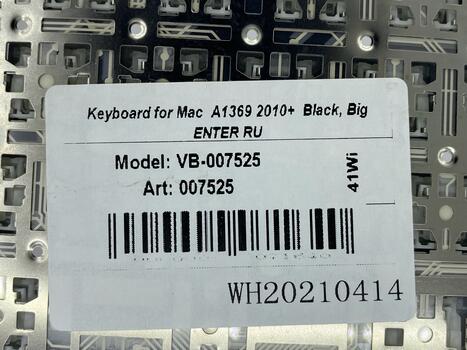 Keyboard for Mac A1369 2010+ Black, Big
ENTER RU
Model: VB-007525
Art: 007525
41Wi
WH20210414